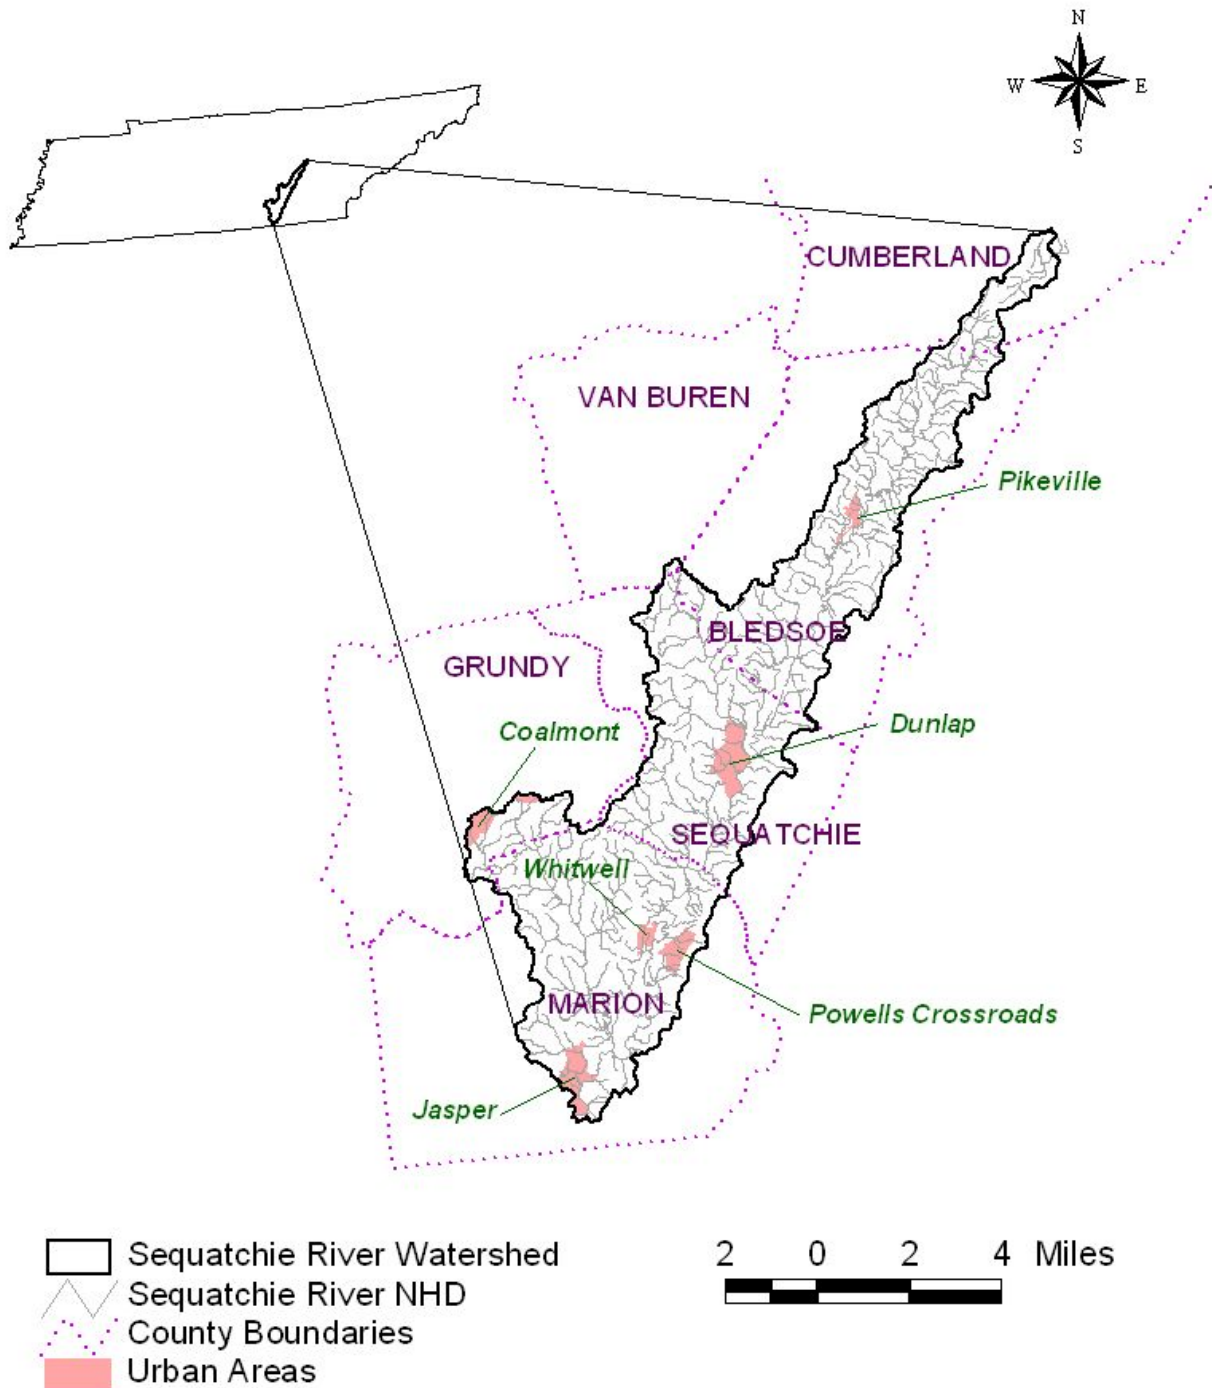 N
W E
S
CUMBERLAND
VAN BUREN
Pikeville
BLEDSOE
GRUNDY
Coalmont
Dunlap
SEQUATCHIE
Whitwell
MARION
Powells Crossroads
Jasper
Sequatchie River Watershed
Sequatchie River NHD
County Boundaries
Urban Areas
2 0 2 4 Miles